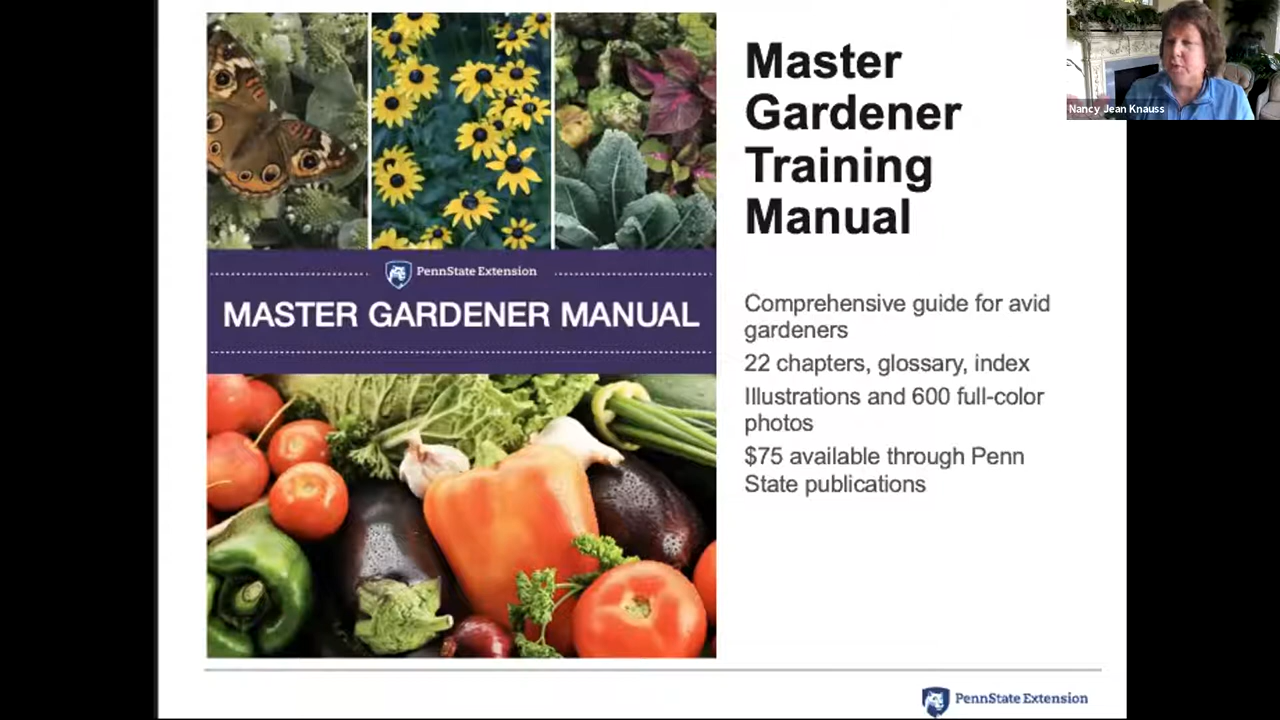 PennState Extension
MASTER GARDENER MANUAL
Master
Gardener
Training
Manual
Comprehensive guide for avid
gardeners
22 chapters, glossary, index
Illustrations and 600 full-color
photos
$75 available through Penn
State publications
PennState Extension
Nancy Jean Knauss